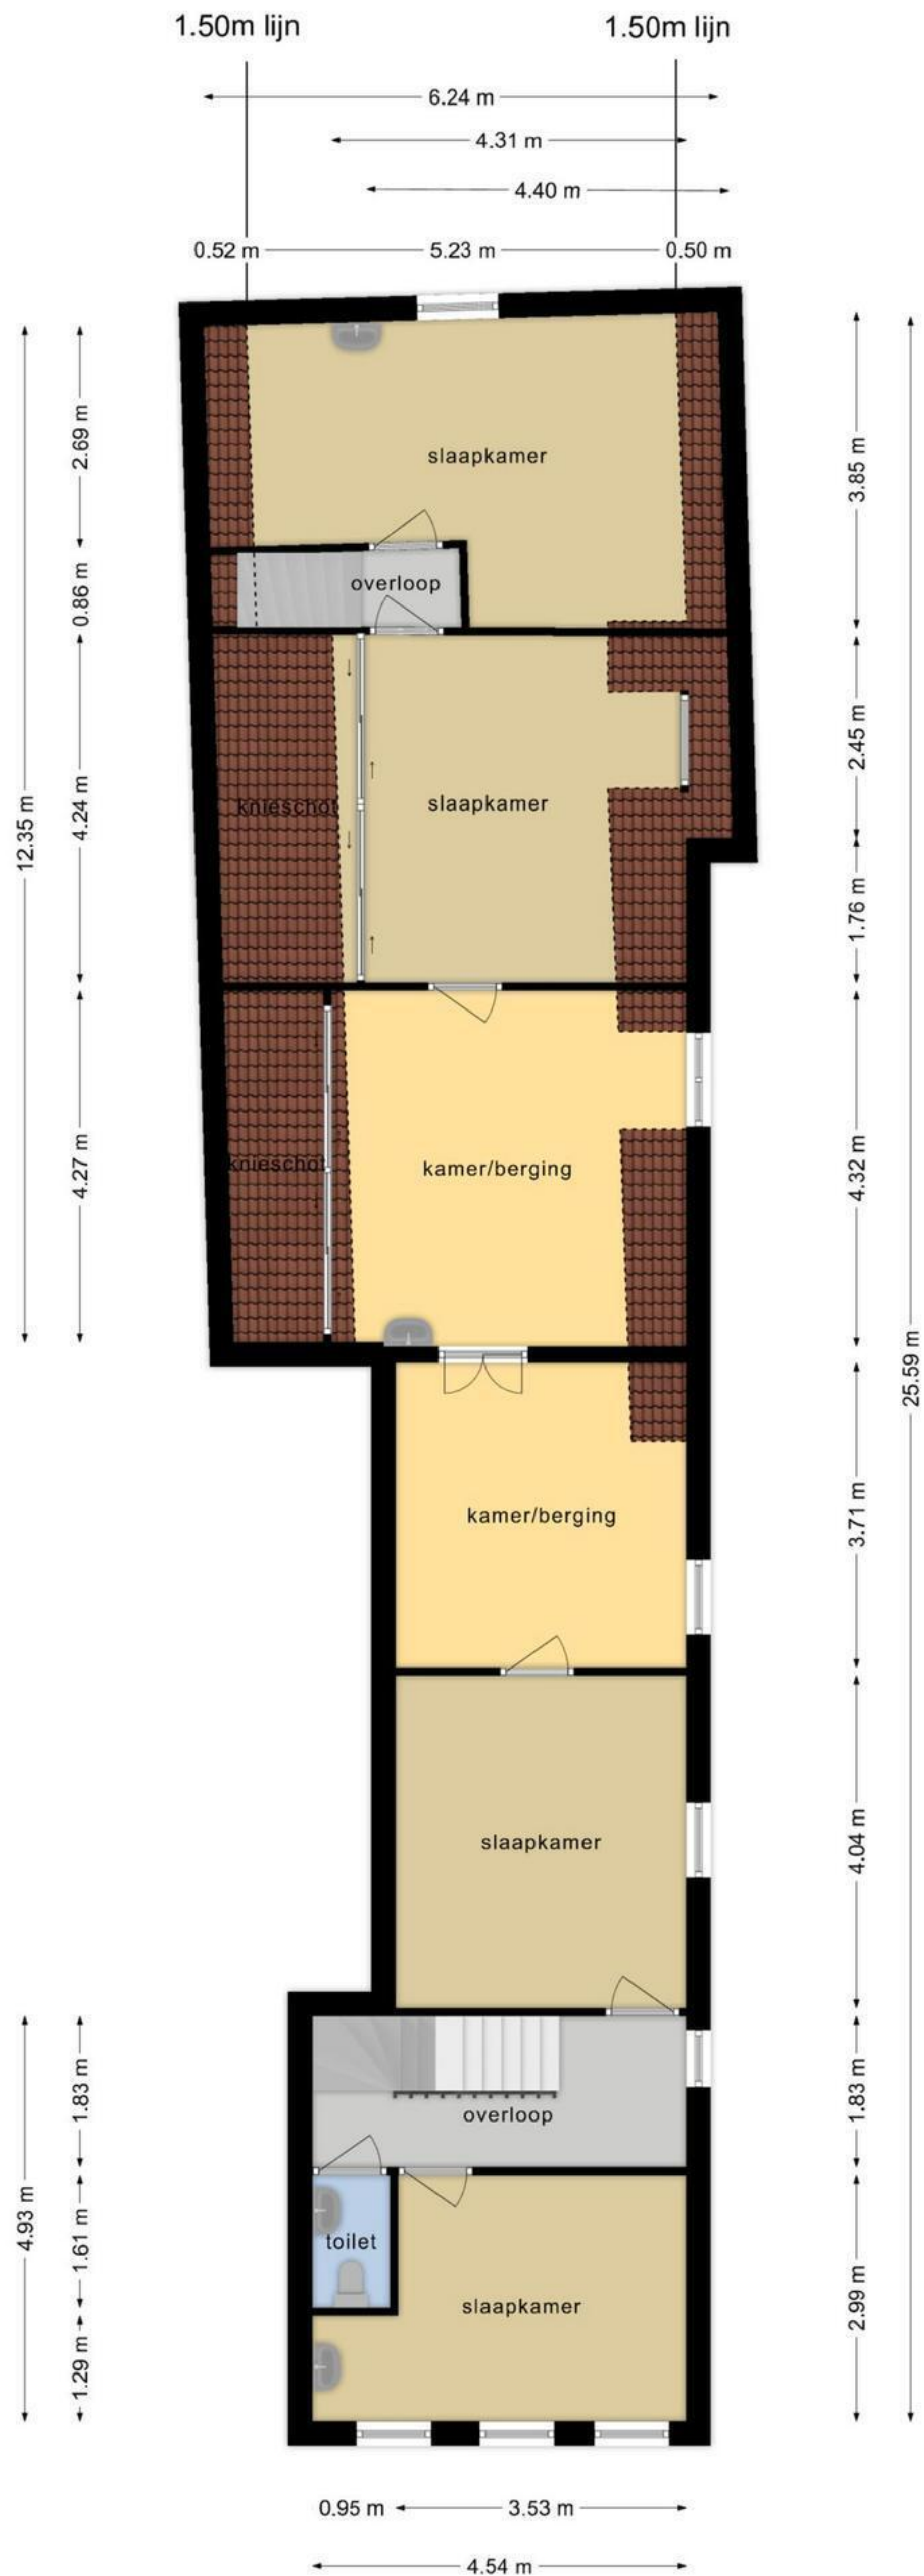 1.50m lijn 1.50m lijn
6.24 m
4.31 m
4.40 m
0.52 m 5.23 m 0.50 m
2.69 m
3.85 m
slaapkamer
0.86 m
overloop
2.45 m
4.24 m
12.35 m
knieschot
slaapkamer
1.76 m
4.27 m
knieschot
kamer/berging
4.32 m
25.59 m
kamer/berging
3.71 m
slaapkamer
4.04 m
1.83 m
overloop
1.83 m
4.93 m
1.61 m
toilet
slaapkamer
2.99 m
1.29 m
0.95 m 3.53 m
4.54 m